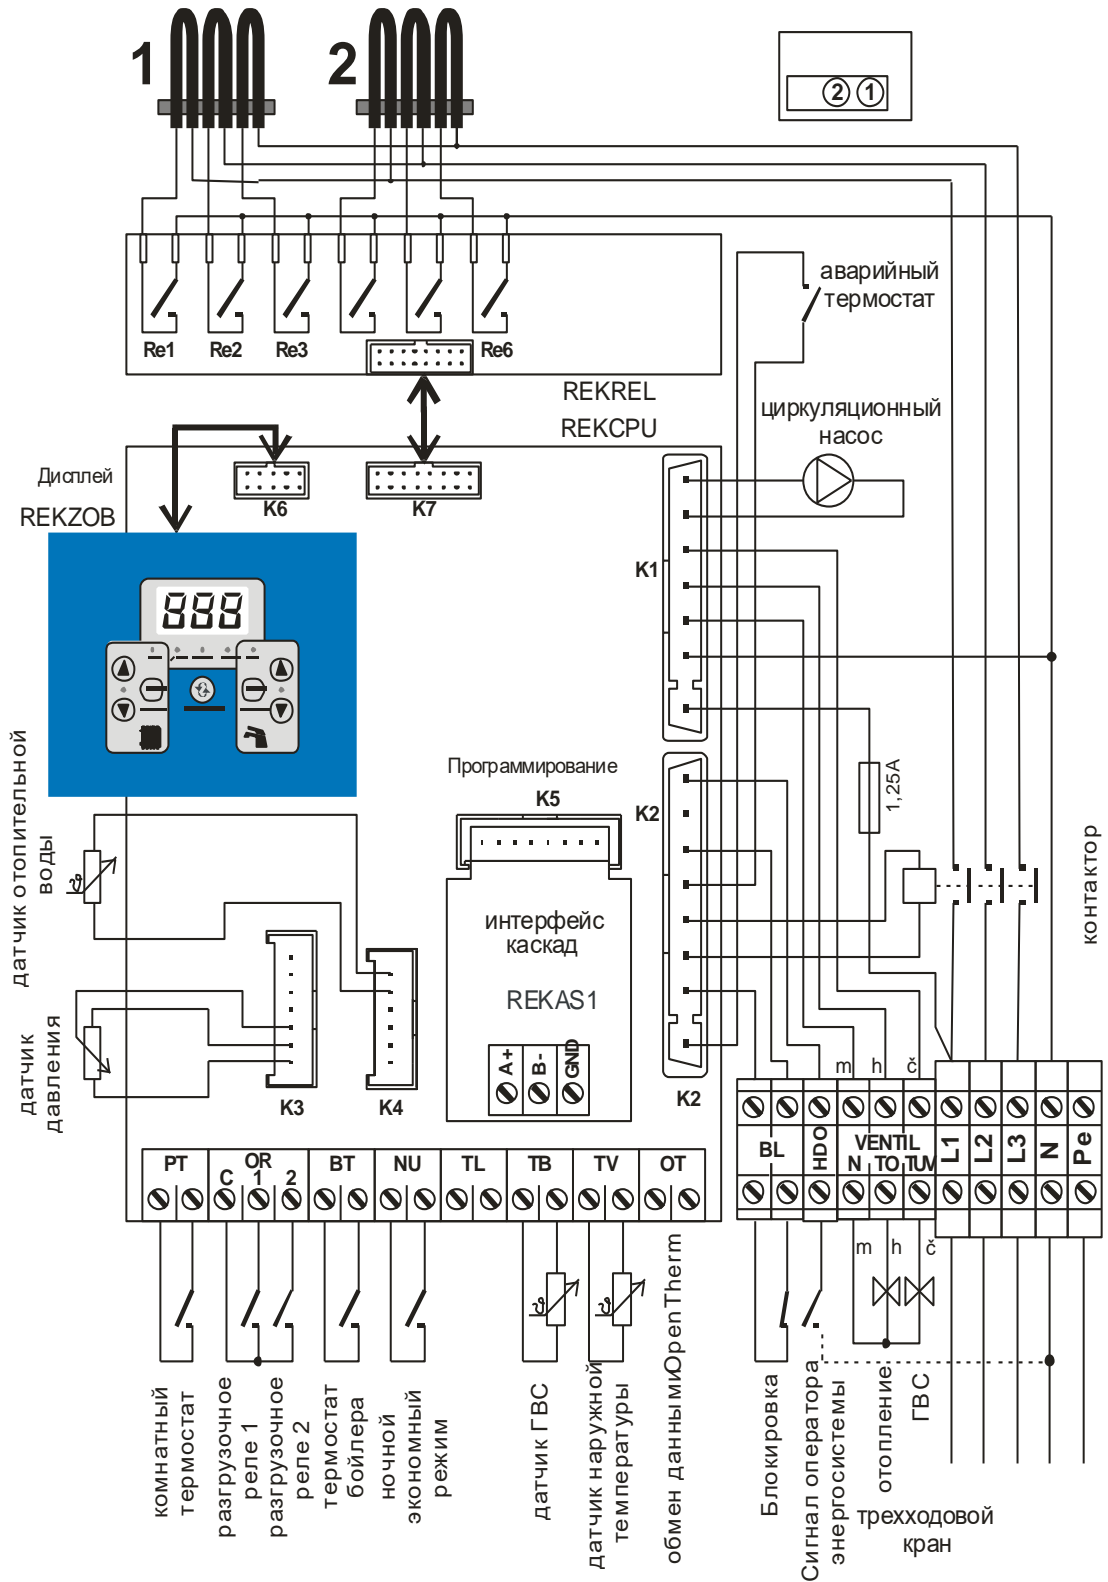 1
2
2 1
аварийный
термостат
Re1 Re2 Re3 Re6
REKREL
REKCPU
циркуляционный
насос
Дисплей
REKZOB
K6
K7
K1
888
датчик отопительной
воды
Программирование
K5
K2
1,25A
контактор
интерфейс
каскад
REKAS1
A+ B- GND
датчик
давления
K3
K4
K2
m h č
PT OR BT NU TL TB TV OT
C 1 2
BL HDO VENTIL L1 L2 L3 N Pe
N TO TUV
m h č
комнатный
термостат
разгрузочное
реле 1
разгрузочное
реле 2
термостат
бойлера
ночной
экономный
режим
датчик ГВС
датчик наружной
температуры
обмен даннымиOpenTherm
Блокировка
Сигнал оператора
энергосистемы
отопление
ГВС
трехходовой
кран